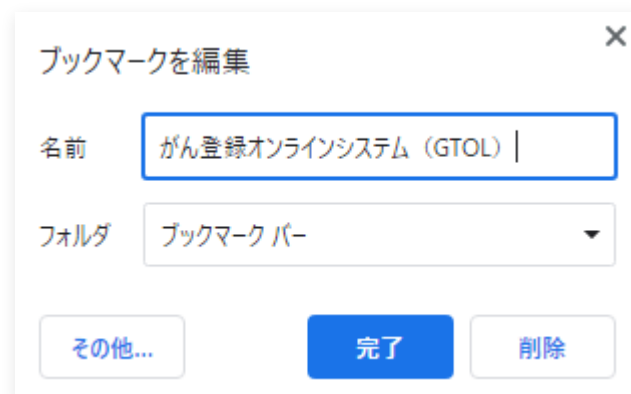 ブックマークを編集
名前 がん登録オンラインシステム（GTOL）
フォルダ ブックマーク バー
その他... 完了 削除